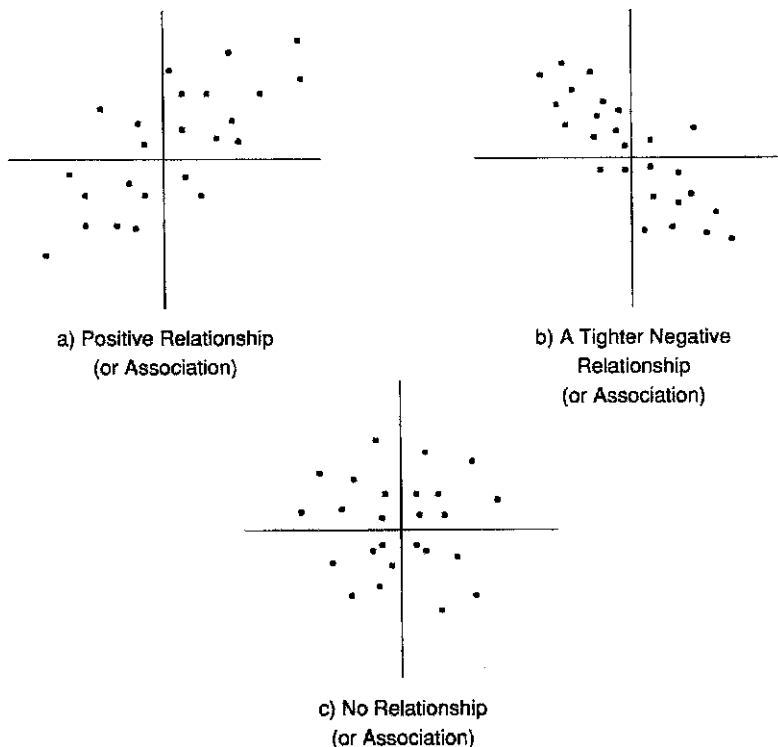 a) Positive Relationship
(or Association)
b) A Tighter Negative
Relationship
(or Association)
c) No Relationship
(or Association)